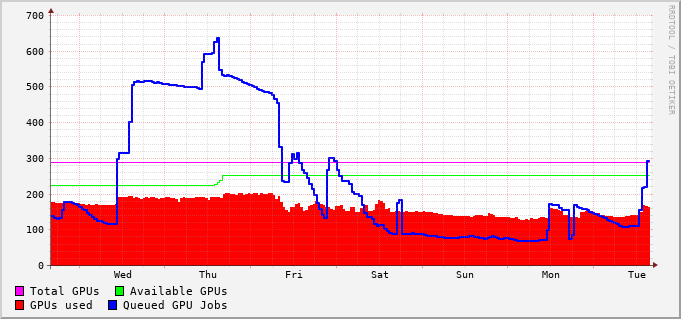 700
600
500
400
300
200
100
0
Wed Thu Fri Sat Sun Mon Tue
Total GPUs Available GPUs
GPUs used Queued GPU Jobs
RRDTOOL / TOBI OETIKER